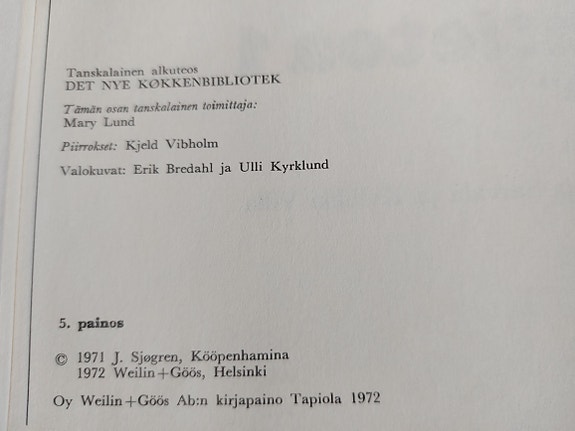 Tanskalainen alkuteos
DET NYE KØKKENBIBLIOTEK
Tämän osan tanskalainen toimittaja:
Mary Lund
Piirrokset: Kjeld Vibholm
Valokuvat: Erik Bredahl ja Ulli Kyrklund
5. painos
© 1971 J. Sjøgren, Kööpenhamina
1972 Weilin+Göös, Helsinki
Oy Weilin+Göös Ab:n kirjapaino Tapiola 1972